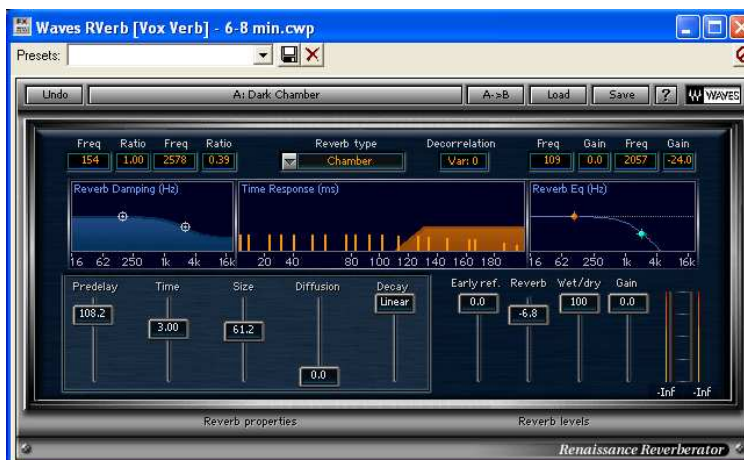 Waves RVerb [Vox Verb] - 6-8 min.cwp
Presets:
Undo A: Dark Chamber A->B Load Save ? WAVES
Freq Ratio Freq Ratio Reverb type Decorrelation Freq Gain Freq Gain
154 1.00 2578 0.39 Chamber Var: 0 109 0.0 2057 -24.0
Reverb Damping (Hz) Time Response (ms) Reverb Eq (Hz)
16 62 250 1k 4k 16k 20 40 80 100 120 140 160 180 16 62 250 1k 4k 16k
Predelay Time Size Diffusion Decay Early ref. Reverb Wet/dry Gain
108.2 3.00 61.2 0.0 Linear 0.0 -6.8 100 0.0
-Inf -Inf
Reverb properties Reverb levels
Renaissance Reverberator